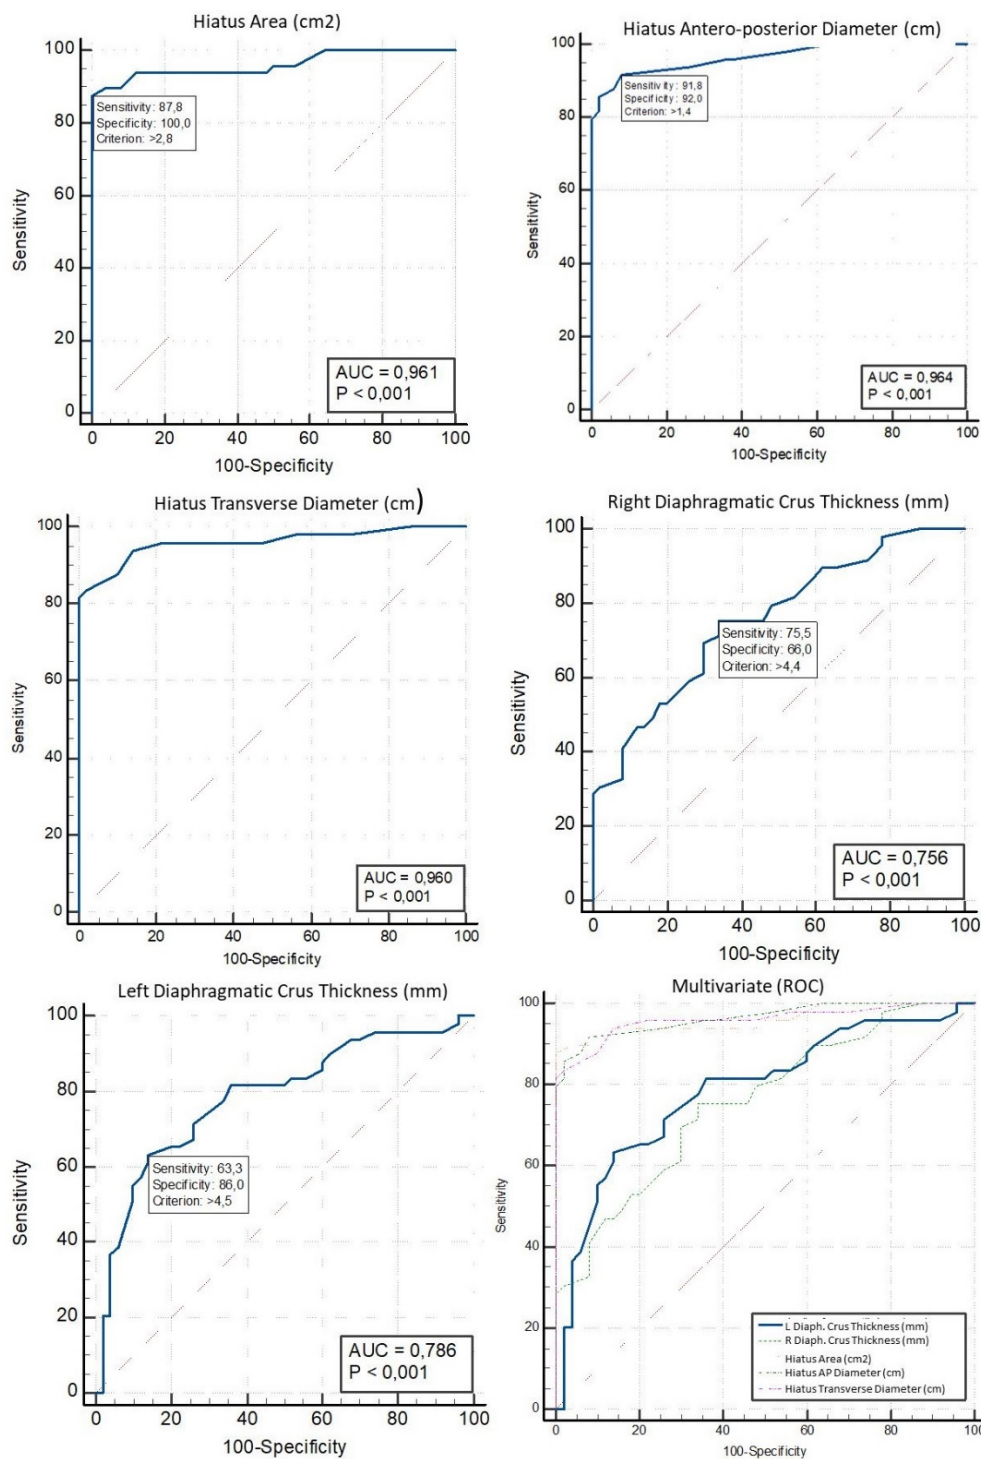 Hiatus Area (cm2)
100
80
60
40
20
0
Sensitivity
Sensitivity: 87,8
Specificity: 100,0
Criterion: >2,8
AUC = 0,961
P < 0,001
0 20 40 60 80 100
100-Specificity
Hiatus Antero-posterior Diameter (cm)
100
80
60
40
20
0
Sensitivity
Sensitivity: 91,8
Specificity: 92,0
Criterion: >1,4
AUC = 0,964
P < 0,001
0 20 40 60 80 100
100-Specificity
Hiatus Transverse Diameter (cm)
100
80
60
40
20
0
Sensitivity
AUC = 0,960
P < 0,001
0 20 40 60 80 100
100-Specificity
Right Diaphragmatic Crus Thickness (mm)
100
80
60
40
20
0
Sensitivity
Sensitivity: 75,5
Specificity: 66,0
Criterion: >4,4
AUC = 0,756
P < 0,001
0 20 40 60 80 100
100-Specificity
Left Diaphragmatic Crus Thickness (mm)
100
80
60
40
20
0
Sensitivity
Sensitivity: 63,3
Specificity: 86,0
Criterion: >4,5
AUC = 0,786
P < 0,001
0 20 40 60 80 100
100-Specificity
Multivariate (ROC)
100
80
60
40
20
0
Sensitivity
L Diaph. Crus Thickness (mm)
R Diaph. Crus Thickness (mm)
Hiatus Area (cm2)
Hiatus AP Diameter (cm)
Hiatus Transverse Diameter (cm)
0 20 40 60 80 100
100-Specificity